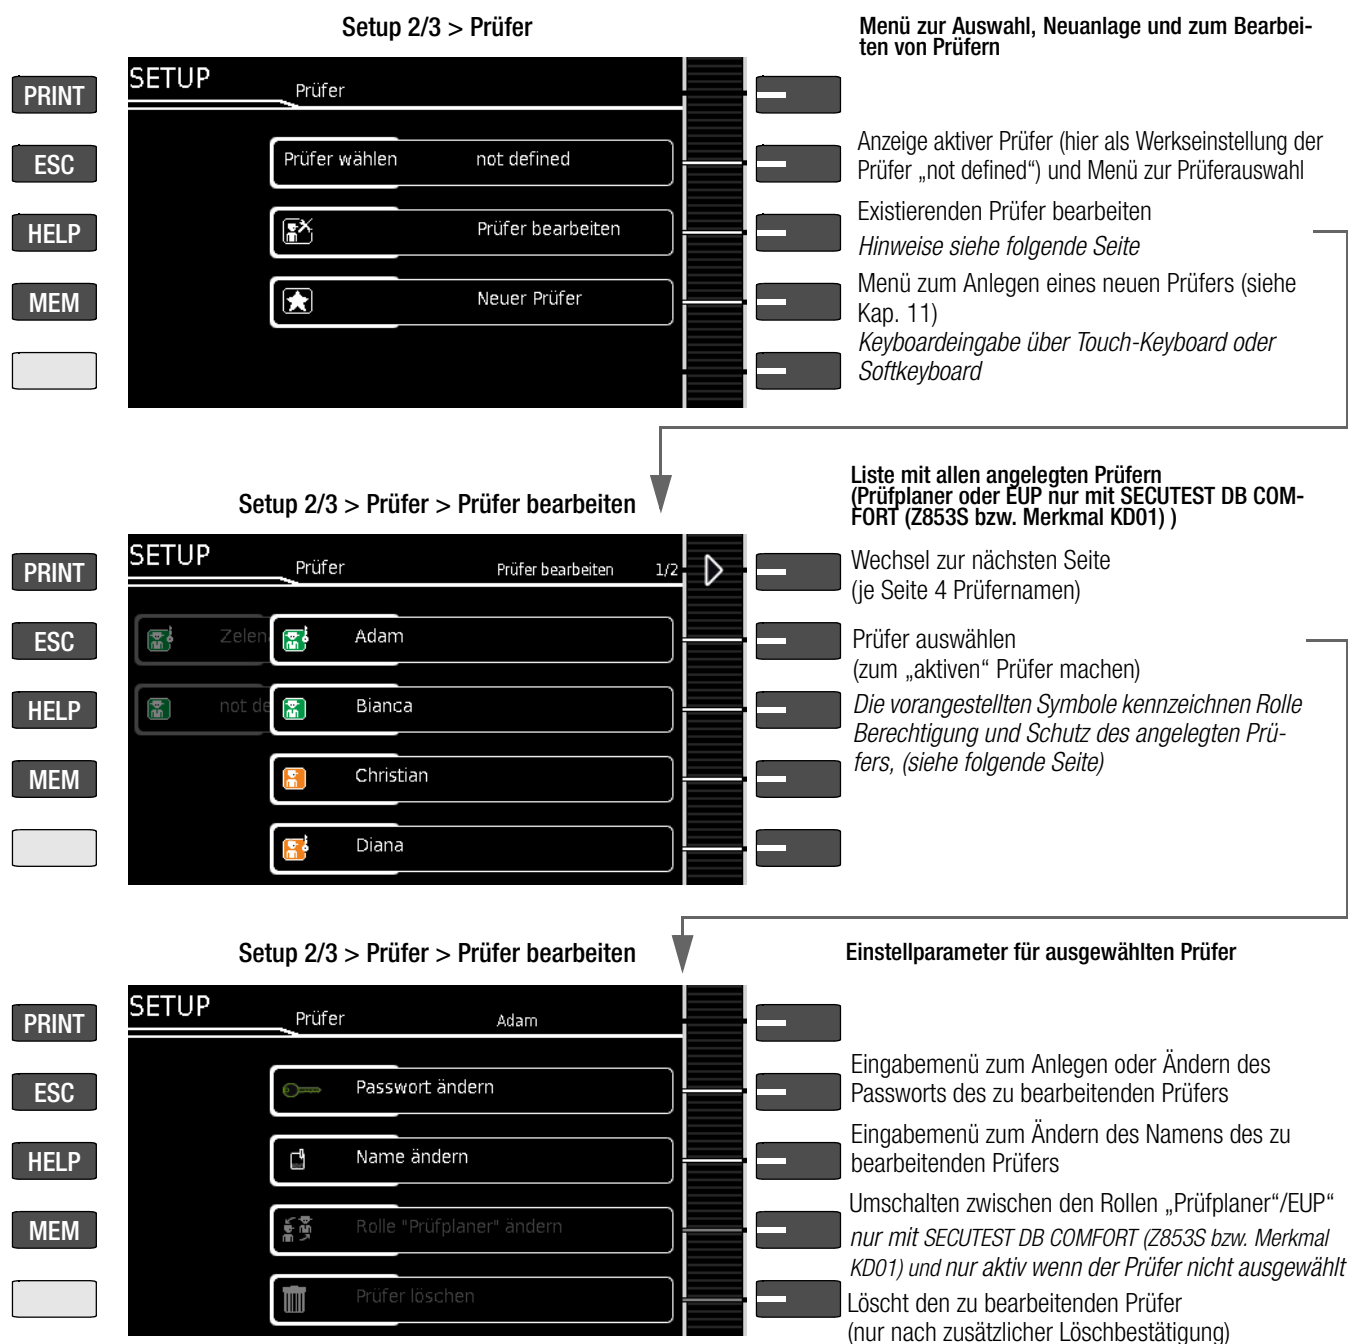 Setup 2/3 > Prüfer
Menü zur Auswahl, Neuanlage und zum Bearbei-
ten von Prüfern
PRINT
ESC
HELP
MEM
SETUP
Prüfer
Prüfer wählen not defined
Prüfer bearbeiten
Neuer Prüfer
Anzeige aktiver Prüfer (hier als Werkseinstellung der
Prüfer „not defined“) und Menü zur Prüferauswahl
Existierenden Prüfer bearbeiten
Hinweise siehe folgende Seite
Menü zum Anlegen eines neuen Prüfers (siehe
Kap. 11)
Keyboardeingabe über Touch-Keyboard oder
Softkeyboard
Setup 2/3 > Prüfer > Prüfer bearbeiten
Liste mit allen angelegten Prüfern
(Prüfplaner oder EUP nur mit SECUTEST DB COM-
FORT (Z853S bzw. Merkmal KD01) )
PRINT
ESC
HELP
MEM
SETUP
Prüfer Prüfer bearbeiten 1/2
Zelen Adam
not de Bianca
Christian
Diana
Wechsel zur nächsten Seite
(je Seite 4 Prüfernamen)
Prüfer auswählen
(zum „aktiven“ Prüfer machen)
Die vorangestellten Symbole kennzeichnen Rolle
Berechtigung und Schutz des angelegten Prü-
fers, (siehe folgende Seite)
Setup 2/3 > Prüfer > Prüfer bearbeiten
Einstellparameter für ausgewählten Prüfer
PRINT
ESC
HELP
MEM
SETUP
Prüfer Adam
Passwort ändern
Name ändern
Rolle "Prüfplaner" ändern
Prüfer löschen
Eingabemenü zum Anlegen oder Ändern des
Passworts des zu bearbeitenden Prüfers
Eingabemenü zum Ändern des Namens des zu
bearbeitenden Prüfers
Umschalten zwischen den Rollen „Prüfplaner“/EUP“
nur mit SECUTEST DB COMFORT (Z853S bzw. Merkmal
KD01) und nur aktiv wenn der Prüfer nicht ausgewählt
Löscht den zu bearbeitenden Prüfer
(nur nach zusätzlicher Löschbestätigung)